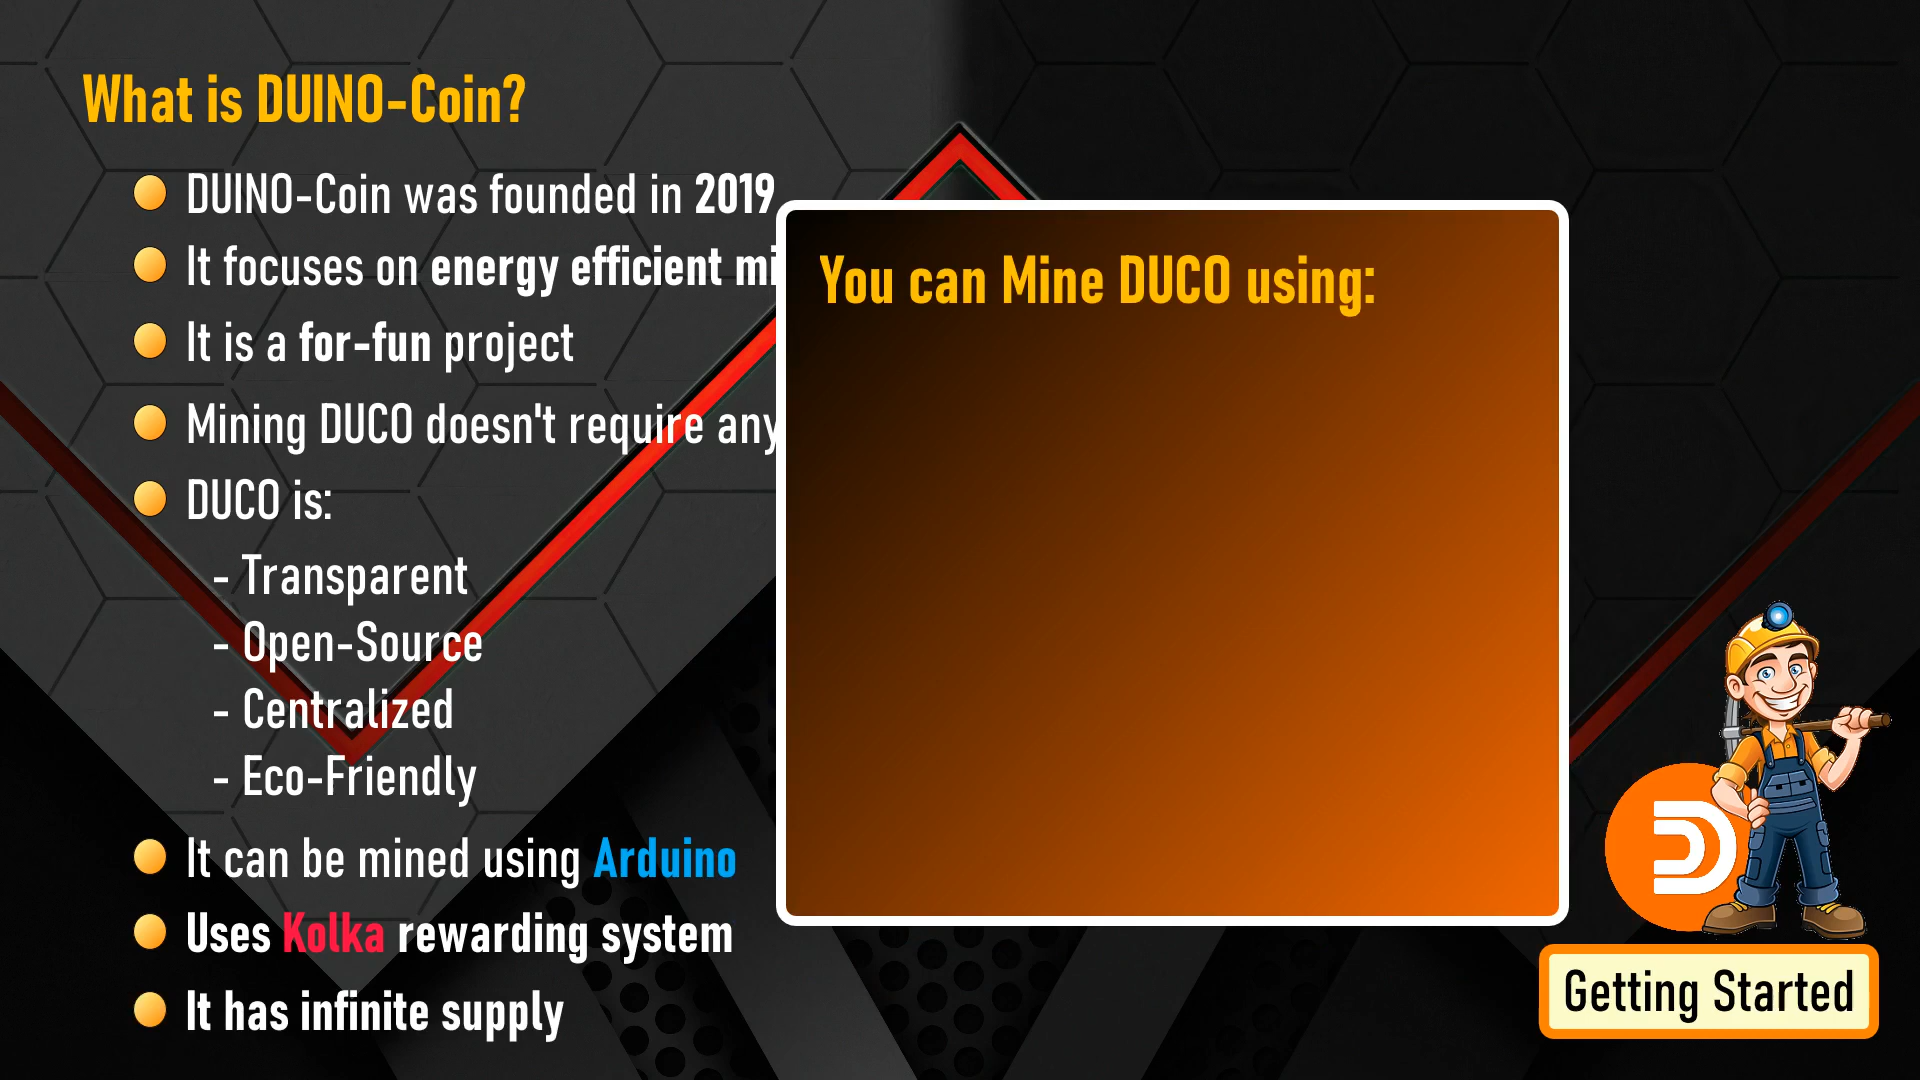 What is DUINO-Coin?
DUINO-Coin was founded in 2019
It focuses on energy efficient mi
It is a for-fun project
Mining DUCO doesn't require any
DUCO is:
- Transparent
- Open-Source
- Centralized
- Eco-Friendly
It can be mined using Arduino
Uses Kolka rewarding system
It has infinite supply
You can Mine DUCO using:
Getting Started